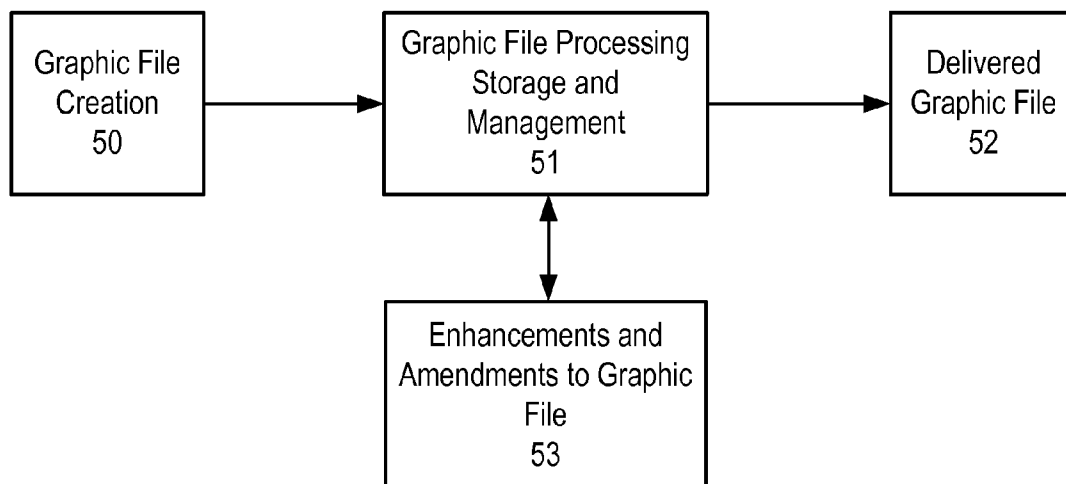 Graphic File
Creation
50
Graphic File Processing
Storage and
Management
51
Delivered
Graphic File
52
Enhancements and
Amendments to Graphic
File
53